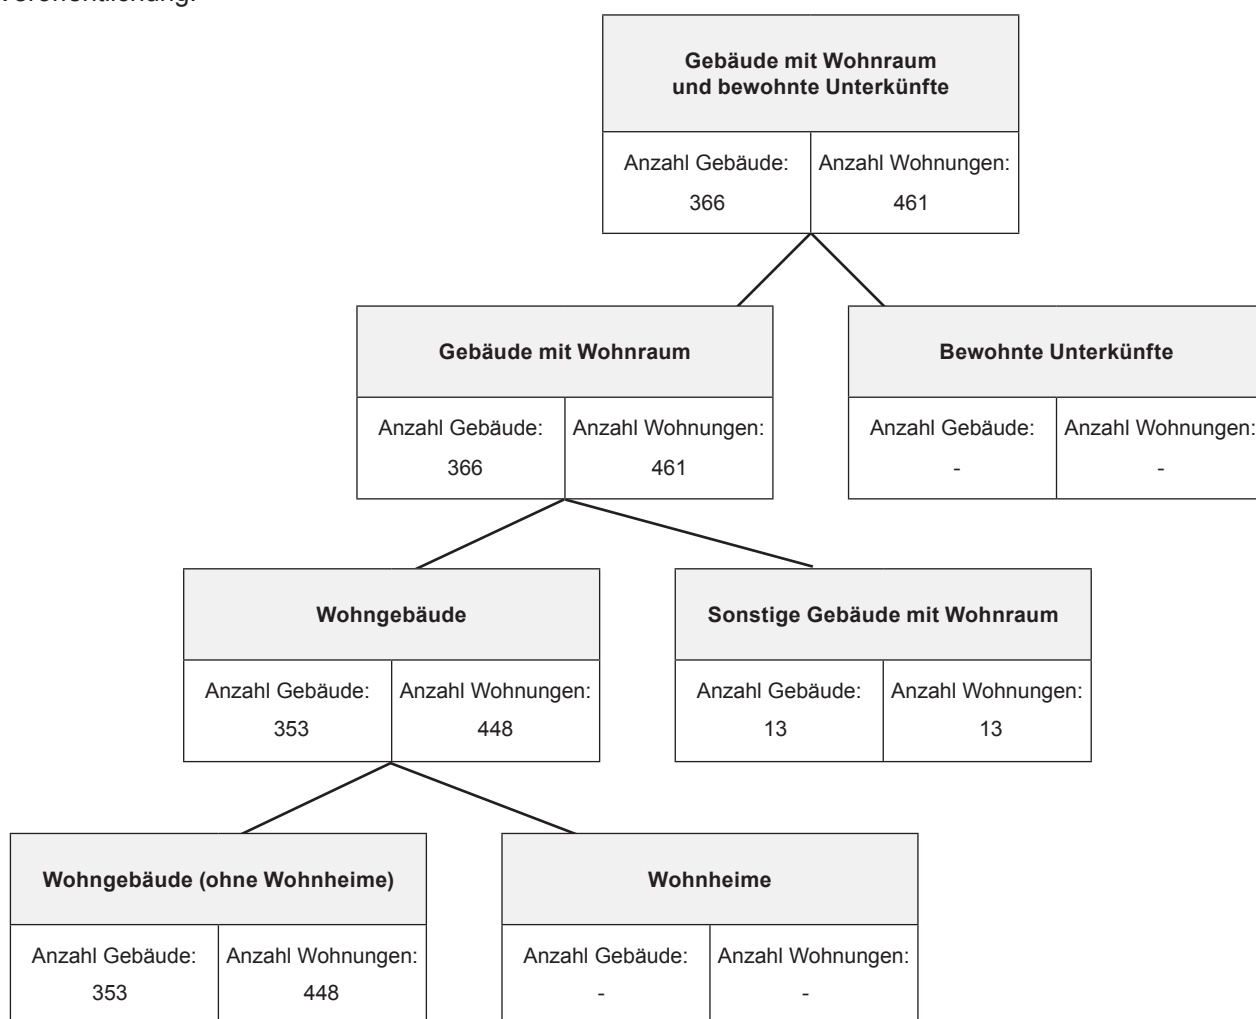 Veröffentlichung.
Gebäude mit Wohnraum
und bewohnte Unterkünfte
Anzahl Gebäude: Anzahl Wohnungen:
366 461
Gebäude mit Wohnraum Bewohnte Unterkünfte
Anzahl Gebäude: Anzahl Wohnungen: Anzahl Gebäude: Anzahl Wohnungen:
366 461 - -
Wohngebäude Sonstige Gebäude mit Wohnraum
Anzahl Gebäude: Anzahl Wohnungen: Anzahl Gebäude: Anzahl Wohnungen:
353 448 13 13
Wohngebäude (ohne Wohnheime) Wohnheime
Anzahl Gebäude: Anzahl Wohnungen: Anzahl Gebäude: Anzahl Wohnungen:
353 448 - -